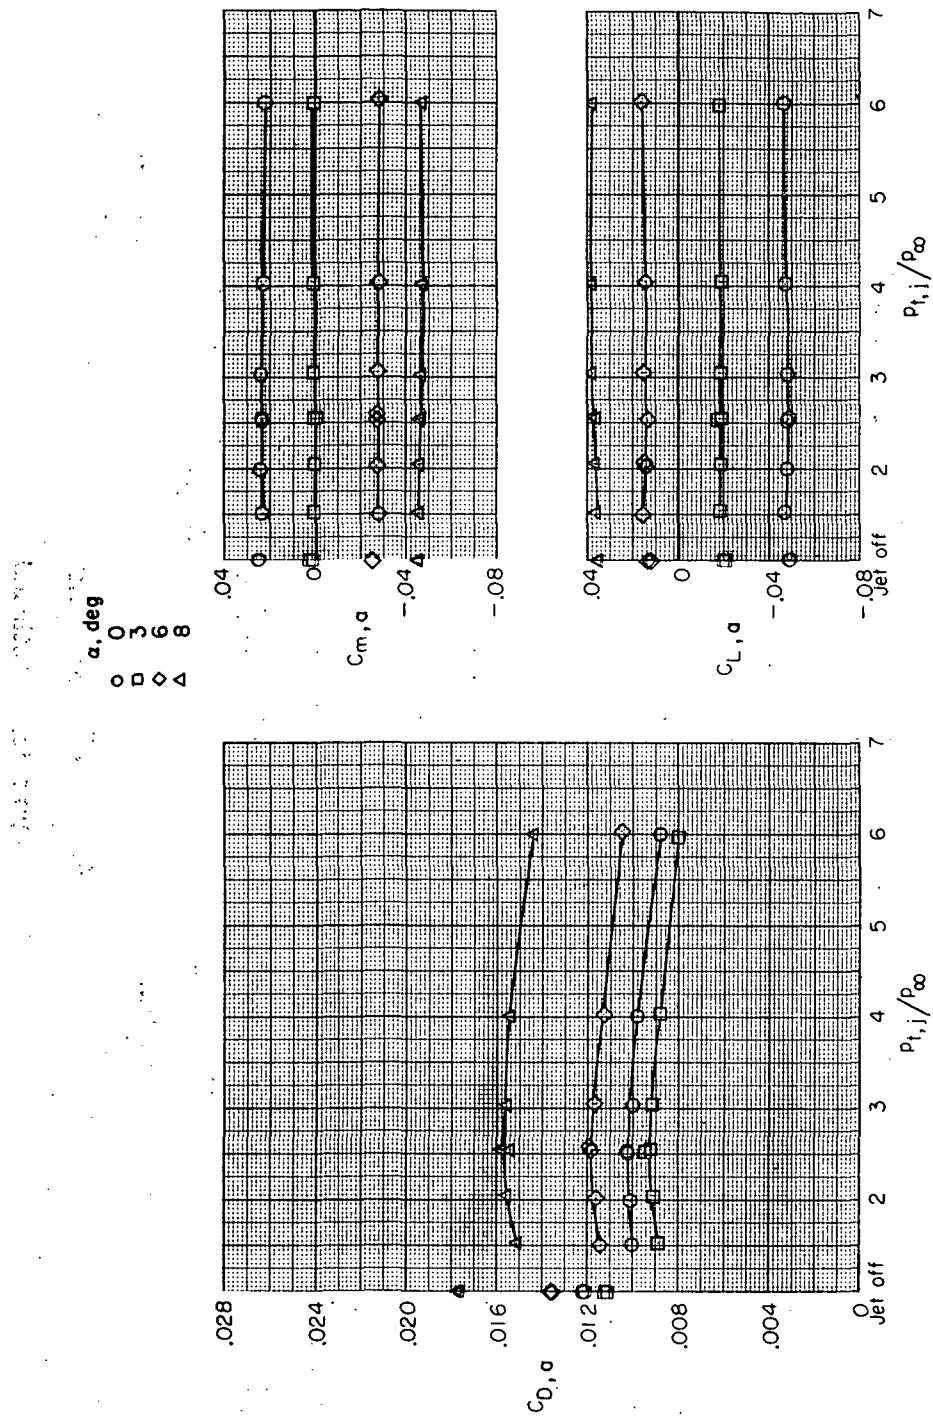 α, deg
○ 0
□ 3
◇ 6
△ 8
.028
.024
.020
.016
.012
.008
.004
0
C_D, a
Jet off 2 3 4 5 6 7
p_t, j/p_∞
.04
0
-.04
-.08
C_m, a
.04
0
-.04
-.08
C_L, a
Jet off 2 3 4 5 6 7
p_t, j/p_∞